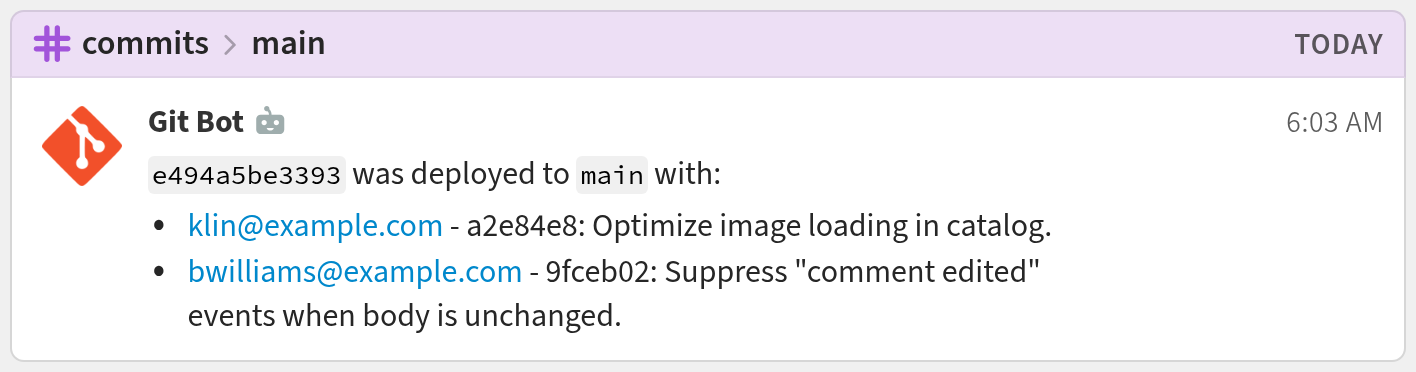 commits > main TODAY
Git Bot 6:03 AM
e494a5be3393 was deployed to main with:
• klin@example.com - a2e84e8: Optimize image loading in catalog.
• bwilliams@example.com - 9fceb02: Suppress "comment edited"
events when body is unchanged.